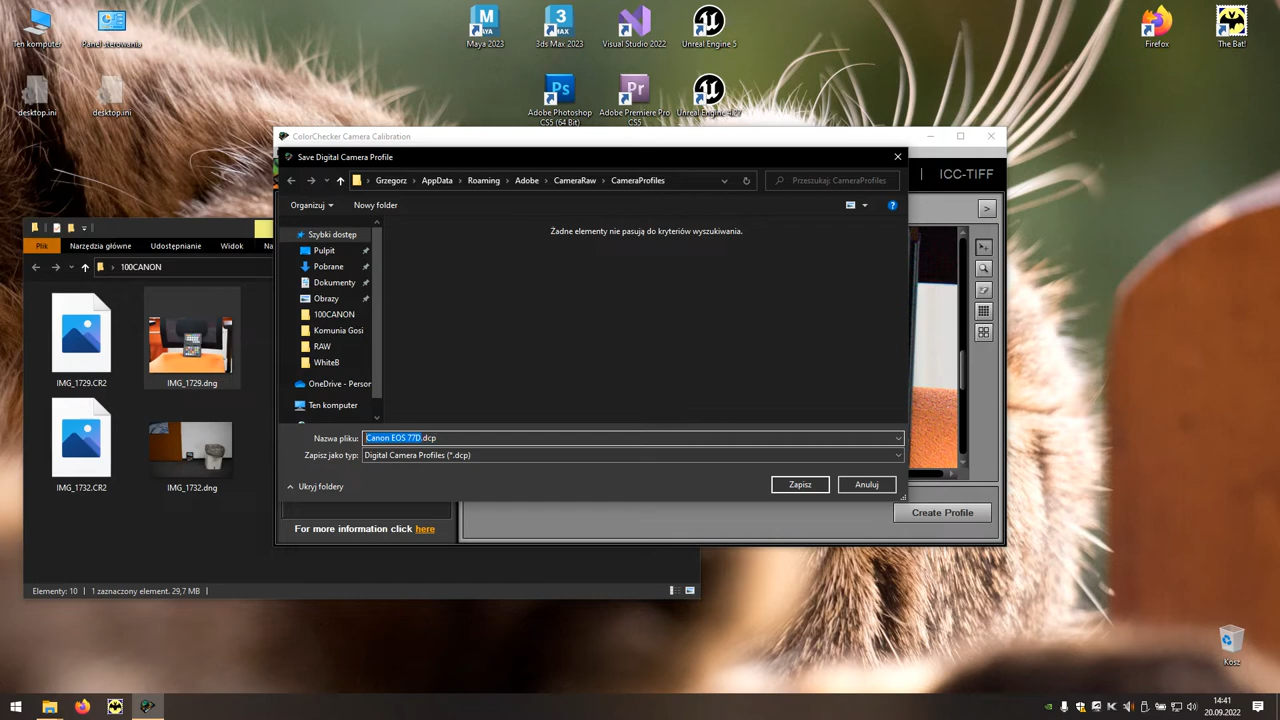 Ten komputer
Panel sterowania
Maya 2023
3ds Max 2023
Visual Studio 2022
Unreal Engine 5
Firefox
The Bat!
desktop.ini
desktop.ini
Adobe Photoshop CS5 (64 Bit)
Adobe Premiere Pro CS5
Unreal Engine 4.27
ColorChecker Camera Calibration
Save Digital Camera Profile
Grzegorz
AppData
Roaming
Adobe
CameraRaw
CameraProfiles
Przeszukaj: CameraProfiles
ICC-TIFF
Organizuj
Nowy folder
Żadne elementy nie pasują do kryteriów wyszukiwania.
Szybki dostęp
Pulpit
Pobrane
Dokumenty
Obrazy
100CANON
Komunia Gosi
RAW
WhiteB
OneDrive - Person
Ten komputer
Nazwa pliku:
Canon EOS 77D.dcp
Zapisz jako typ:
Digital Camera Profiles (*.dcp)
Ukryj foldery
Zapisz
Anuluj
Create Profile
For more information click here
Plik
Narzędzia główne
Udostępnianie
Widok
Na
100CANON
IMG_1729.CR2
IMG_1729.dng
IMG_1732.CR2
IMG_1732.dng
Elementy: 10
1 zaznaczony element. 29,7 MB
Kosz
14:41
20.09.2022